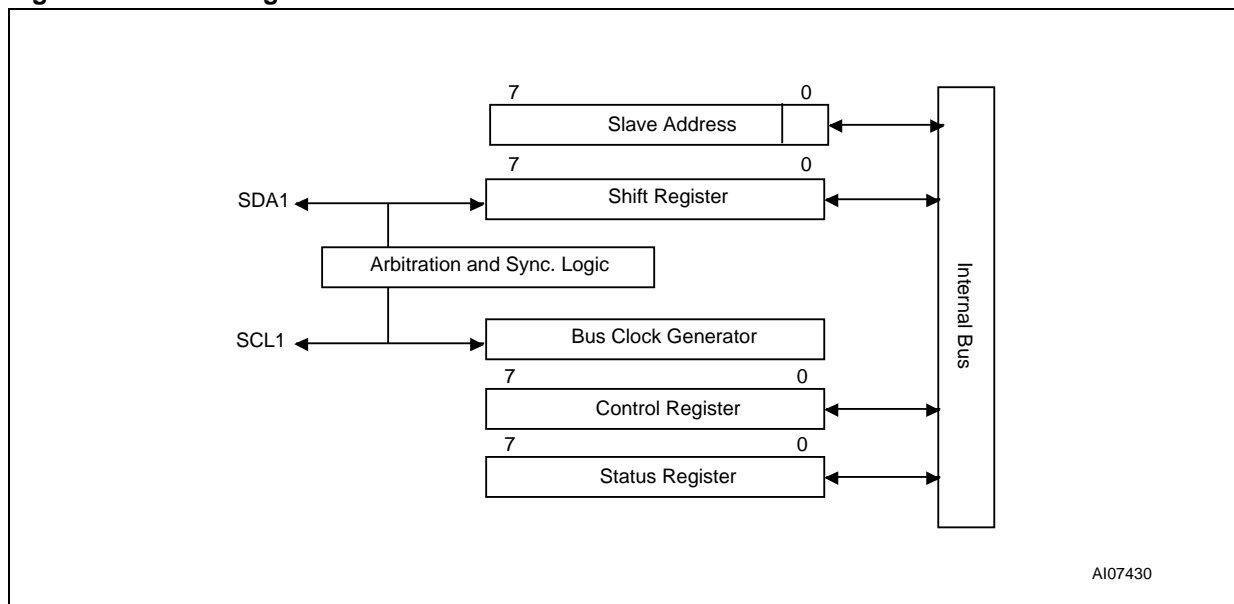 7 0
Slave Address
7 0
SDA1
Shift Register
Arbitration and Sync. Logic
SCL1
Bus Clock Generator
7 0
Control Register
7 0
Status Register
Internal Bus
AI07430